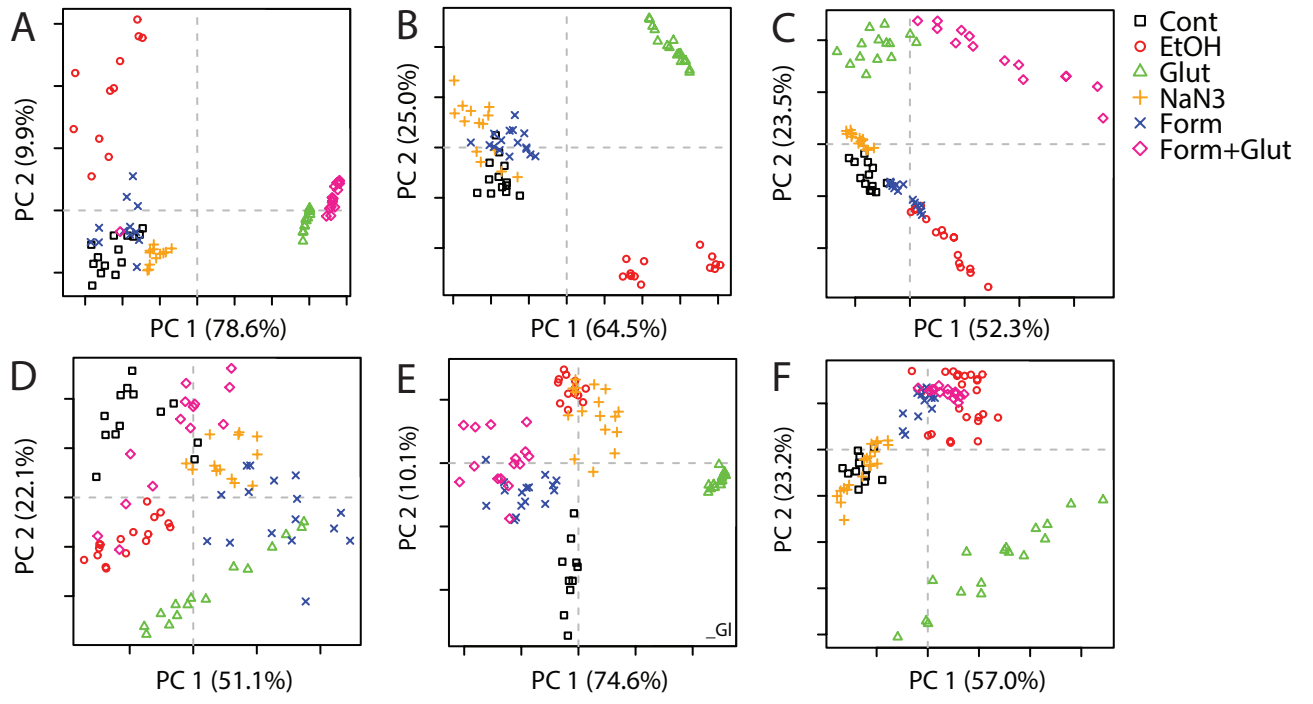 A
PC 2 (9.9%)
PC 1 (78.6%)
B
PC 2 (25.0%)
PC 1 (64.5%)
C
PC 2 (23.5%)
PC 1 (52.3%)
Cont
EtOH
Glut
NaN3
Form
Form+Glut
D
PC 2 (22.1%)
PC 1 (51.1%)
E
PC 2 (10.1%)
_Gl
PC 1 (74.6%)
F
PC 2 (23.2%)
PC 1 (57.0%)